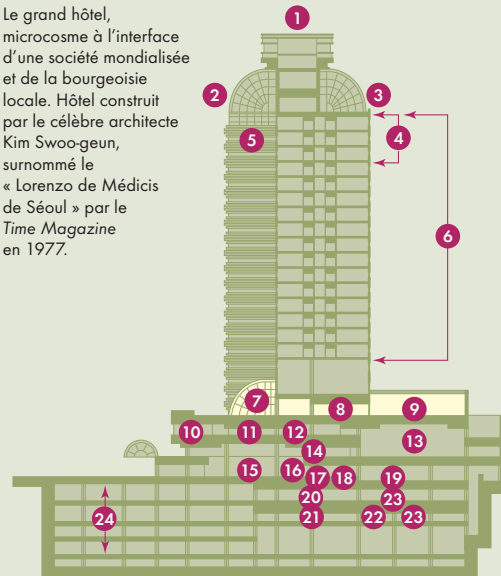 Le grand hôtel,
microcosme à l’interface
d’une société mondialisée
et de la bourgeoisie
locale. Hôtel construit
par le célèbre architecte
Kim Swoo-geun,
surnommé le
« Lorenzo de Médicis
de Séoul » par le
Time Magazine
en 1977.
1
2
3
4
5
6
7
8
9
10
11
12
13
14
15
16
17
18
19
20
23
21
22
23
24